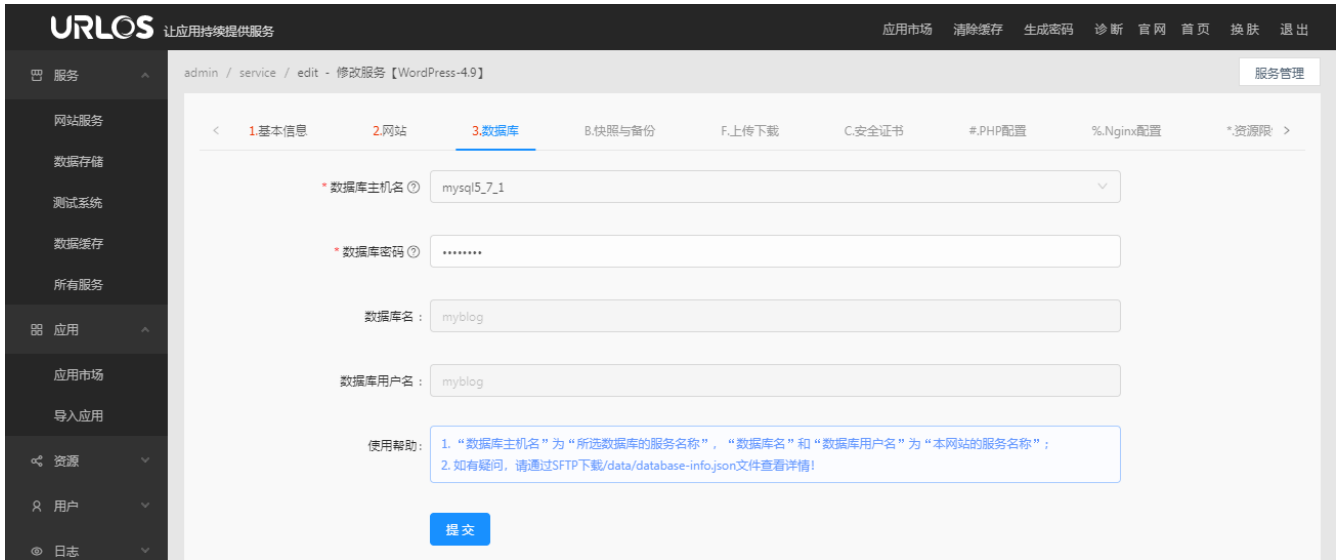 URLOS 让应用持续提供服务
应用市场 清除缓存 生成密码 诊断 官网 首页 换肤 退出
服务
网站服务
数据存储
测试系统
数据缓存
所有服务
应用
应用市场
导入应用
资源
用户
日志
admin / service / edit - 修改服务【WordPress-4.9】
服务管理
< 1.基本信息 2.网站 3.数据库 B.快照与备份 F.上传下载 C.安全证书 #.PHP配置 %.Nginx配置 *.资源限 >
* 数据库主机名 ? mysql5_7_1
* 数据库密码 ? ••••••••
数据库名： myblog
数据库用户名： myblog
使用帮助:
1. “数据库主机名”为“所选数据库的服务名称”，“数据库名”和“数据库用户名”为“本网站的服务名称”；
2. 如有疑问，请通过SFTP下载/data/database-info.json文件查看详情!
提交